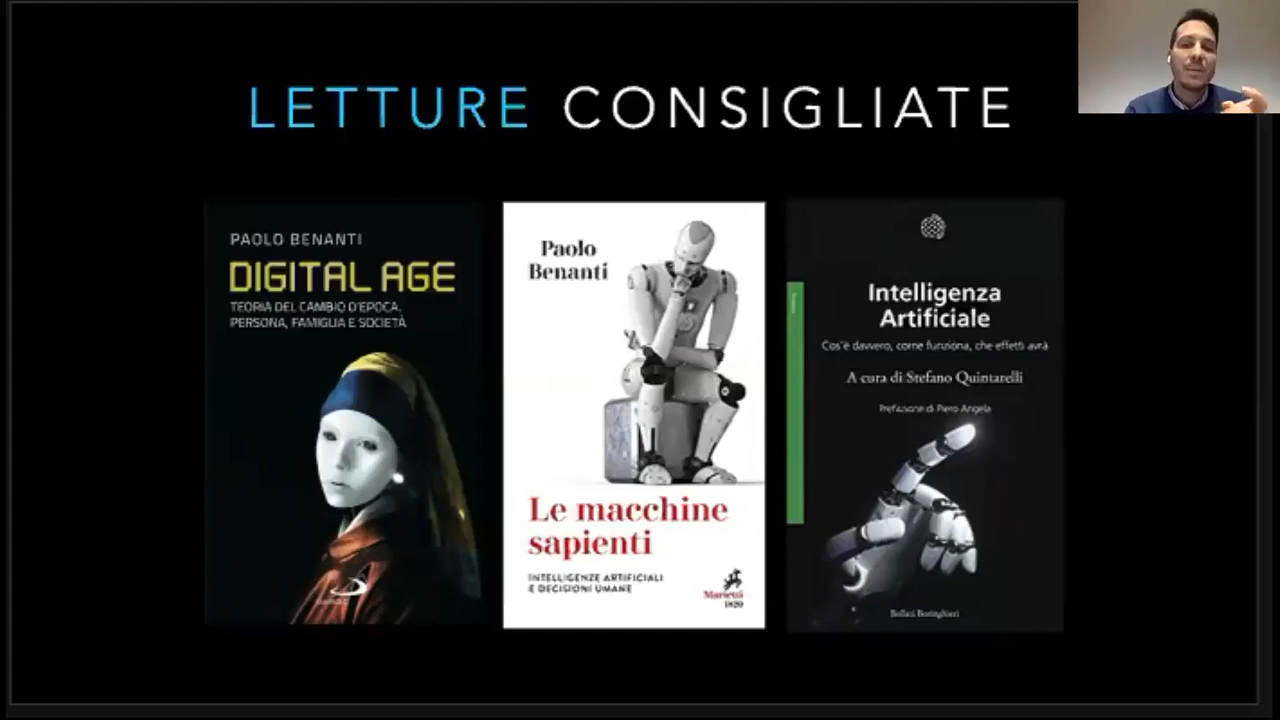 LETTURE CONSIGLIATE
PAOLO BENANTI
DIGITAL AGE
TEORIA DEL CAMBIO D'EPOCA.
PERSONA, FAMIGLIA E SOCIETÀ
Paolo
Benanti
Le macchine
sapienti
INTELLIGENZE ARTIFICIALI
E DECISIONI UMANE
Marietti
1820
Intelligenza
Artificiale
Cos'è davvero, come funziona, che effetti avrà
A cura di Stefano Quintarelli
Prefazione di Piero Angela
Bollati Boringhieri